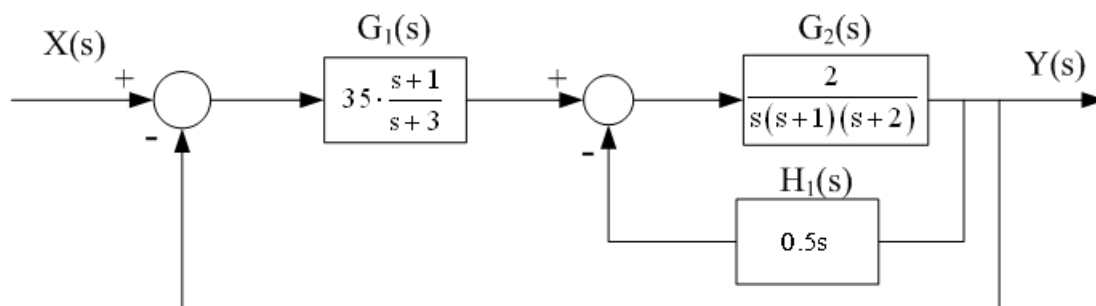 G₁(s)
G₂(s)
X(s)
Y(s)
+
+
35 · (s+1)/(s+3)
2/(s(s+1)(s+2))
-
-
H₁(s)
0.5s